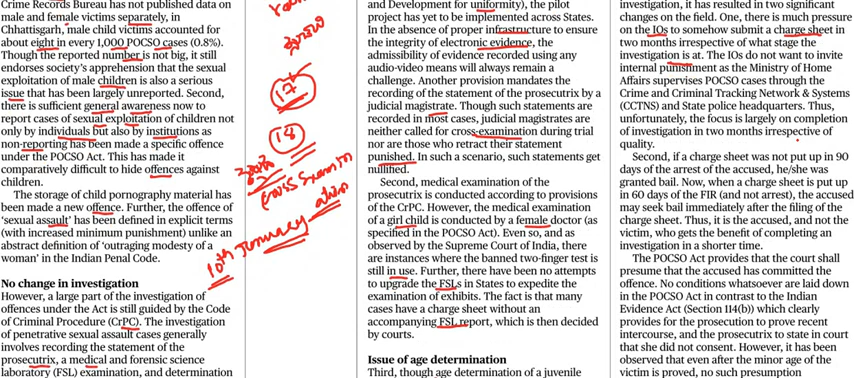 Crime Records Bureau has not published data on
male and female victims separately, in
Chhattisgarh, male child victims accounted for
about eight in every 1,000 POCSO cases (0.8%).
Though the reported number is not big, it still
endorses society's apprehension that the sexual
exploitation of male children is also a serious
issue that has been largely unreported. Second,
there is sufficient general awareness now to
report cases of sexual exploitation of children not
only by individuals but also by institutions as
non-reporting has been made a specific offence
under the POCSO Act. This has made it
comparatively difficult to hide offences against
children.
The storage of child pornography material has
been made a new offence. Further, the offence of
'sexual assault' has been defined in explicit terms
(with increased minimum punishment) unlike an
abstract definition of 'outraging modesty of a
woman' in the Indian Penal Code.
No change in investigation
However, a large part of the investigation of
offences under the Act is still guided by the Code
of Criminal Procedure (CrPC). The investigation
of penetrative sexual assault cases generally
involves recording the statement of the
prosecutrix, a medical and forensic science
laboratory (FSL) examination, and determination
17
18
10th January
and Development for uniformity), the pilot
project has yet to be implemented across States.
In the absence of proper infrastructure to ensure
the integrity of electronic evidence, the
admissibility of evidence recorded using any
audio-video means will always remain a
challenge. Another provision mandates the
recording of the statement of the prosecutrix by a
judicial magistrate. Though such statements are
recorded in most cases, judicial magistrates are
neither called for cross-examination during trial
nor are those who retract their statement
punished. In such a scenario, such statements get
nullified.
Second, medical examination of the
prosecutrix is conducted according to provisions
of the CrPC. However, the medical examination
of a girl child is conducted by a female doctor (as
specified in the POCSO Act). Even so, and as
observed by the Supreme Court of India, there
are instances where the banned two-finger test is
still in use. Further, there have been no attempts
to upgrade the FSLs in States to expedite the
examination of exhibits. The fact is that many
cases have a charge sheet without an
accompanying FSL report, which is then decided
by courts.
Issue of age determination
Third, though age determination of a juvenile
investigation, it has resulted in two significant
changes on the field. One, there is much pressure
on the IOs to somehow submit a charge sheet in
two months irrespective of what stage the
investigation is at. The IOs do not want to invite
internal punishment as the Ministry of Home
Affairs supervises POCSO cases through the
Crime and Criminal Tracking Network & Systems
(CCTNS) and State police headquarters. Thus,
unfortunately, the focus is largely on completion
of investigation in two months irrespective of
quality.
Second, if a charge sheet was not put up in 90
days of the arrest of the accused, he/she was
granted bail. Now, when a charge sheet is put up
in 60 days of the FIR (and not arrest), the accused
may seek bail immediately after the filing of the
charge sheet. Thus, it is the accused, and not the
victim, who gets the benefit of completing an
investigation in a shorter time.
The POCSO Act provides that the court shall
presume that the accused has committed the
offence. No conditions whatsoever are laid down
in the POCSO Act in contrast to the Indian
Evidence Act (Section 114(b)) which clearly
provides for the prosecution to prove recent
intercourse, and the prosecutrix to state in court
that she did not consent. However, it has been
observed that even after the minor age of the
victim is proved, no such presumption